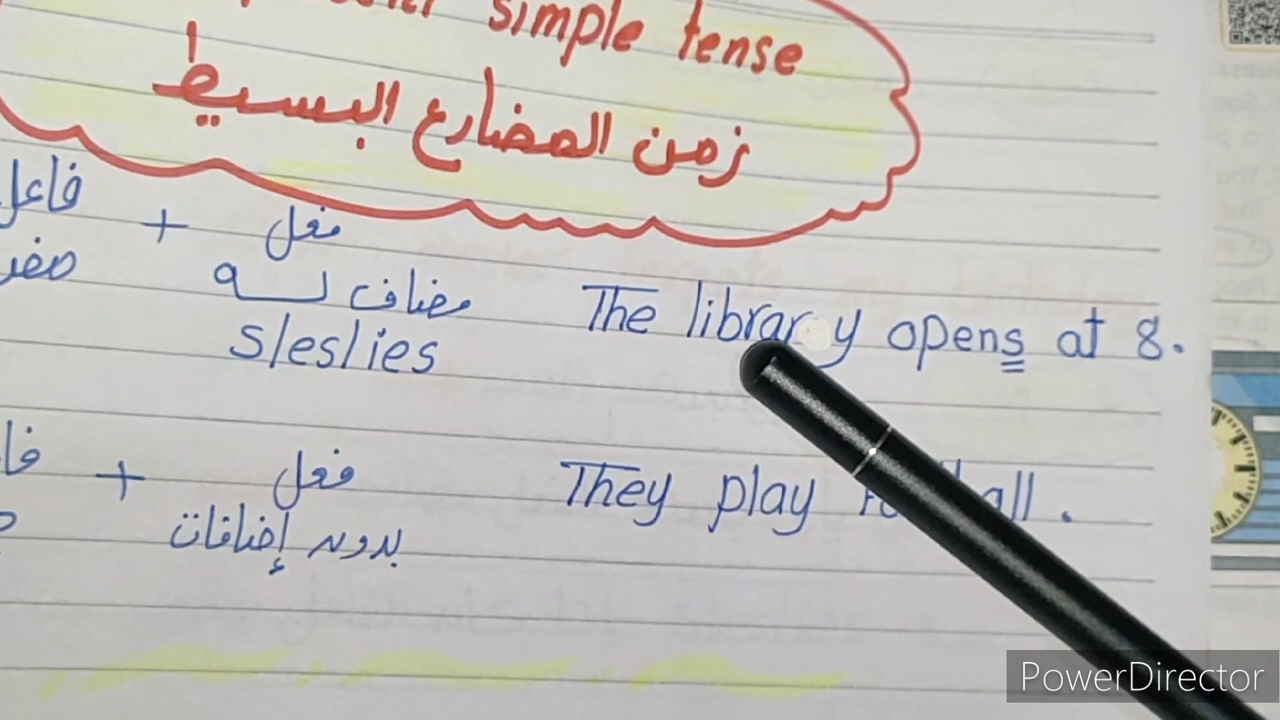 simple tense
زمن المضارع البسيط
فاعل + فعل
مفرد مضاف له
s/es/ies
The library opens at 8.
+ فعل
بدون إضافات
They play all.
PowerDirector